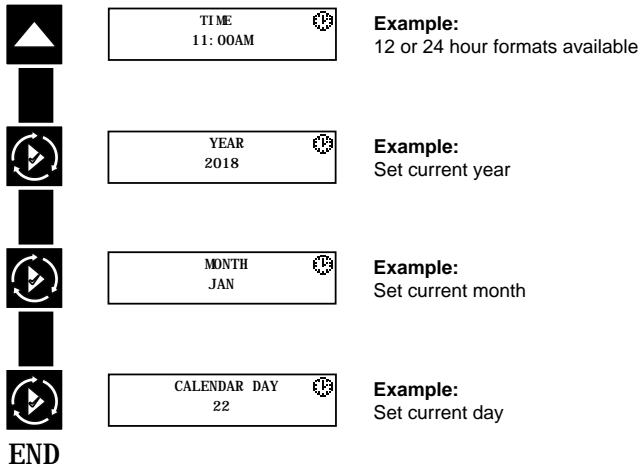 TIME
11:00AM
Example:
12 or 24 hour formats available
YEAR
2018
Example:
Set current year
MONTH
JAN
Example:
Set current month
CALENDAR DAY
22
Example:
Set current day
END